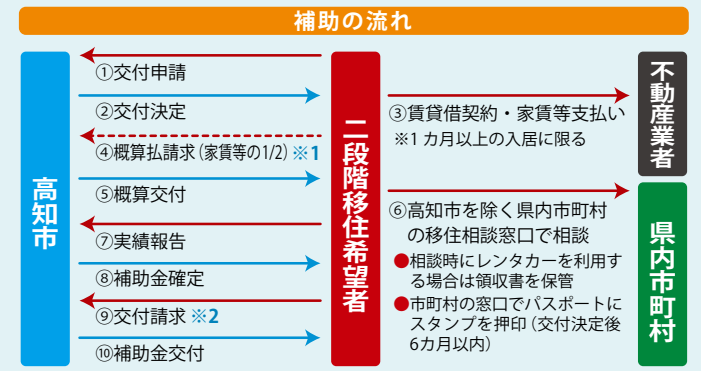 補助の流れ
高知市
①交付申請
②交付決定
④概算払請求（家賃等の1/2）※1
⑤概算交付
⑦実績報告
⑧補助金確定
⑨交付請求 ※2
⑩補助金交付
二段階移住希望者
③賃貸借契約・家賃等支払い
※1 カ月以上の入居に限る
⑥高知市を除く県内市町村
の移住相談窓口で相談
●相談時にレンタカーを利用す
る場合は領収書を保管
●市町村の窓口でパスポートに
スタンプを押印（交付決定後
6カ月以内）
不動産業者
県内市町村